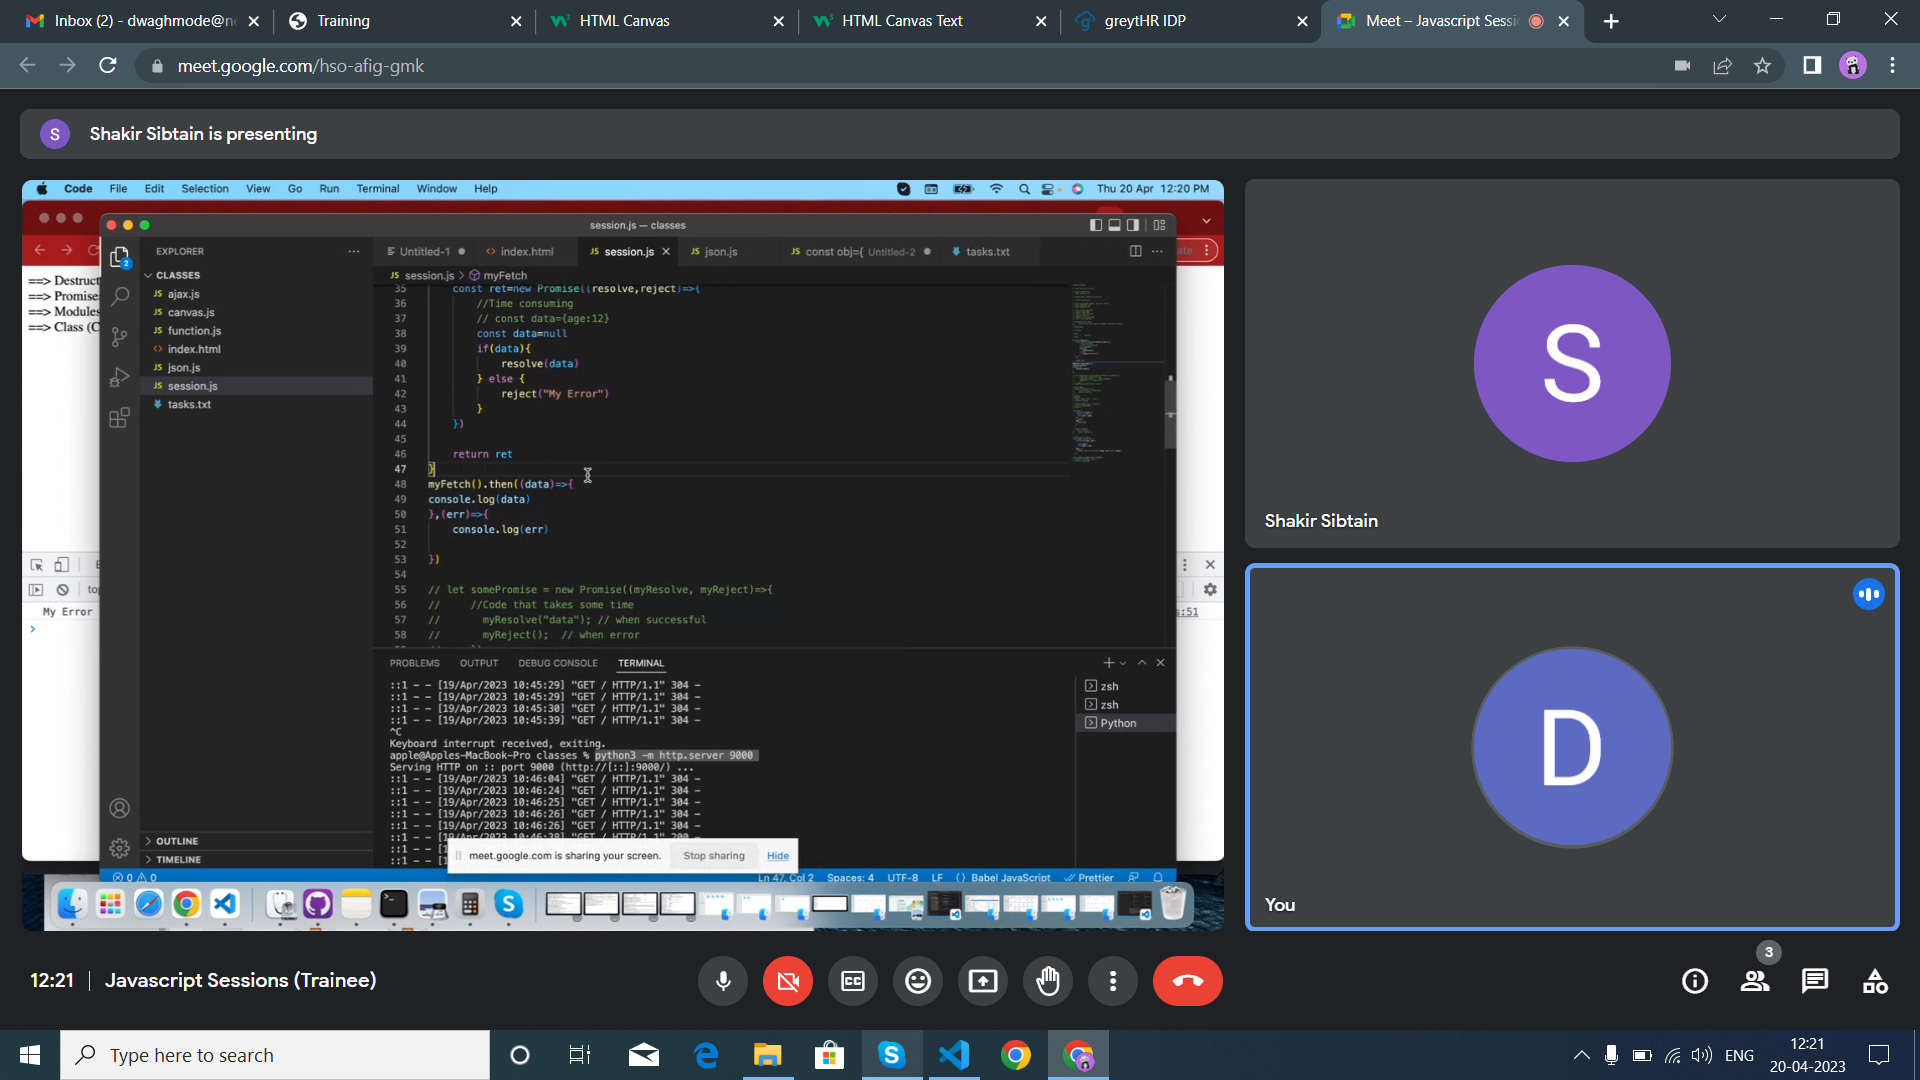 Inbox (2) - dwaghmode@n
Training
HTML Canvas
HTML Canvas Text
greytHR IDP
Meet – Javascript Sessi
meet.google.com/hso-afig-gmk
S Shakir Sibtain is presenting
Code File Edit Selection View Go Run Terminal Window Help Thu 20 Apr 12:20 PM
session.js — classes
EXPLORER
Untitled-1
index.html
JS session.js
JS json.js
JS const obj={ Untitled-2
tasks.txt
JS session.js > myFetch
==> Destruct
==> Promise
==> Modules
==> Class (C
CLASSES
JS ajax.js
JS canvas.js
JS function.js
<> index.html
JS json.js
JS session.js
tasks.txt
35 const ret=new Promise((resolve,reject)=>{
36 //Time consuming
37 // const data={age:12}
38 const data=null
39 if(data){
40 resolve(data)
41 } else {
42 reject("My Error")
43 }
44 })
45
46 return ret
47 }
48 myFetch().then((data)=>{
49 console.log(data)
50 },(err)=>{
51 console.log(err)
52
53 })
54
55 // let somePromise = new Promise((myResolve, myReject)=>{
56 // //Code that takes some time
57 // myResolve("data"); // when successful
58 // myReject(); // when error
top
My Error
s:51
PROBLEMS OUTPUT DEBUG CONSOLE TERMINAL
::1 - - [19/Apr/2023 10:45:29] "GET / HTTP/1.1" 304 -
::1 - - [19/Apr/2023 10:45:29] "GET / HTTP/1.1" 304 -
::1 - - [19/Apr/2023 10:45:30] "GET / HTTP/1.1" 304 -
::1 - - [19/Apr/2023 10:45:39] "GET / HTTP/1.1" 304 -
^C
Keyboard interrupt received, exiting.
apple@Apples-MacBook-Pro classes % python3 -m http.server 9000
Serving HTTP on :: port 9000 (http://[::]:9000/) ...
::1 - - [19/Apr/2023 10:46:04] "GET / HTTP/1.1" 304 -
::1 - - [19/Apr/2023 10:46:24] "GET / HTTP/1.1" 304 -
::1 - - [19/Apr/2023 10:46:25] "GET / HTTP/1.1" 304 -
::1 - - [19/Apr/2023 10:46:26] "GET / HTTP/1.1" 304 -
::1 - - [19/Apr/2023 10:46:26] "GET / HTTP/1.1" 304 -
zsh
zsh
Python
OUTLINE
TIMELINE
meet.google.com is sharing your screen. Stop sharing Hide
0 0 Ln 47, Col 2 Spaces: 4 UTF-8 LF {} Babel JavaScript Prettier
S
Shakir Sibtain
D
You
12:21 | Javascript Sessions (Trainee)
3
Type here to search
ENG
12:21
20-04-2023